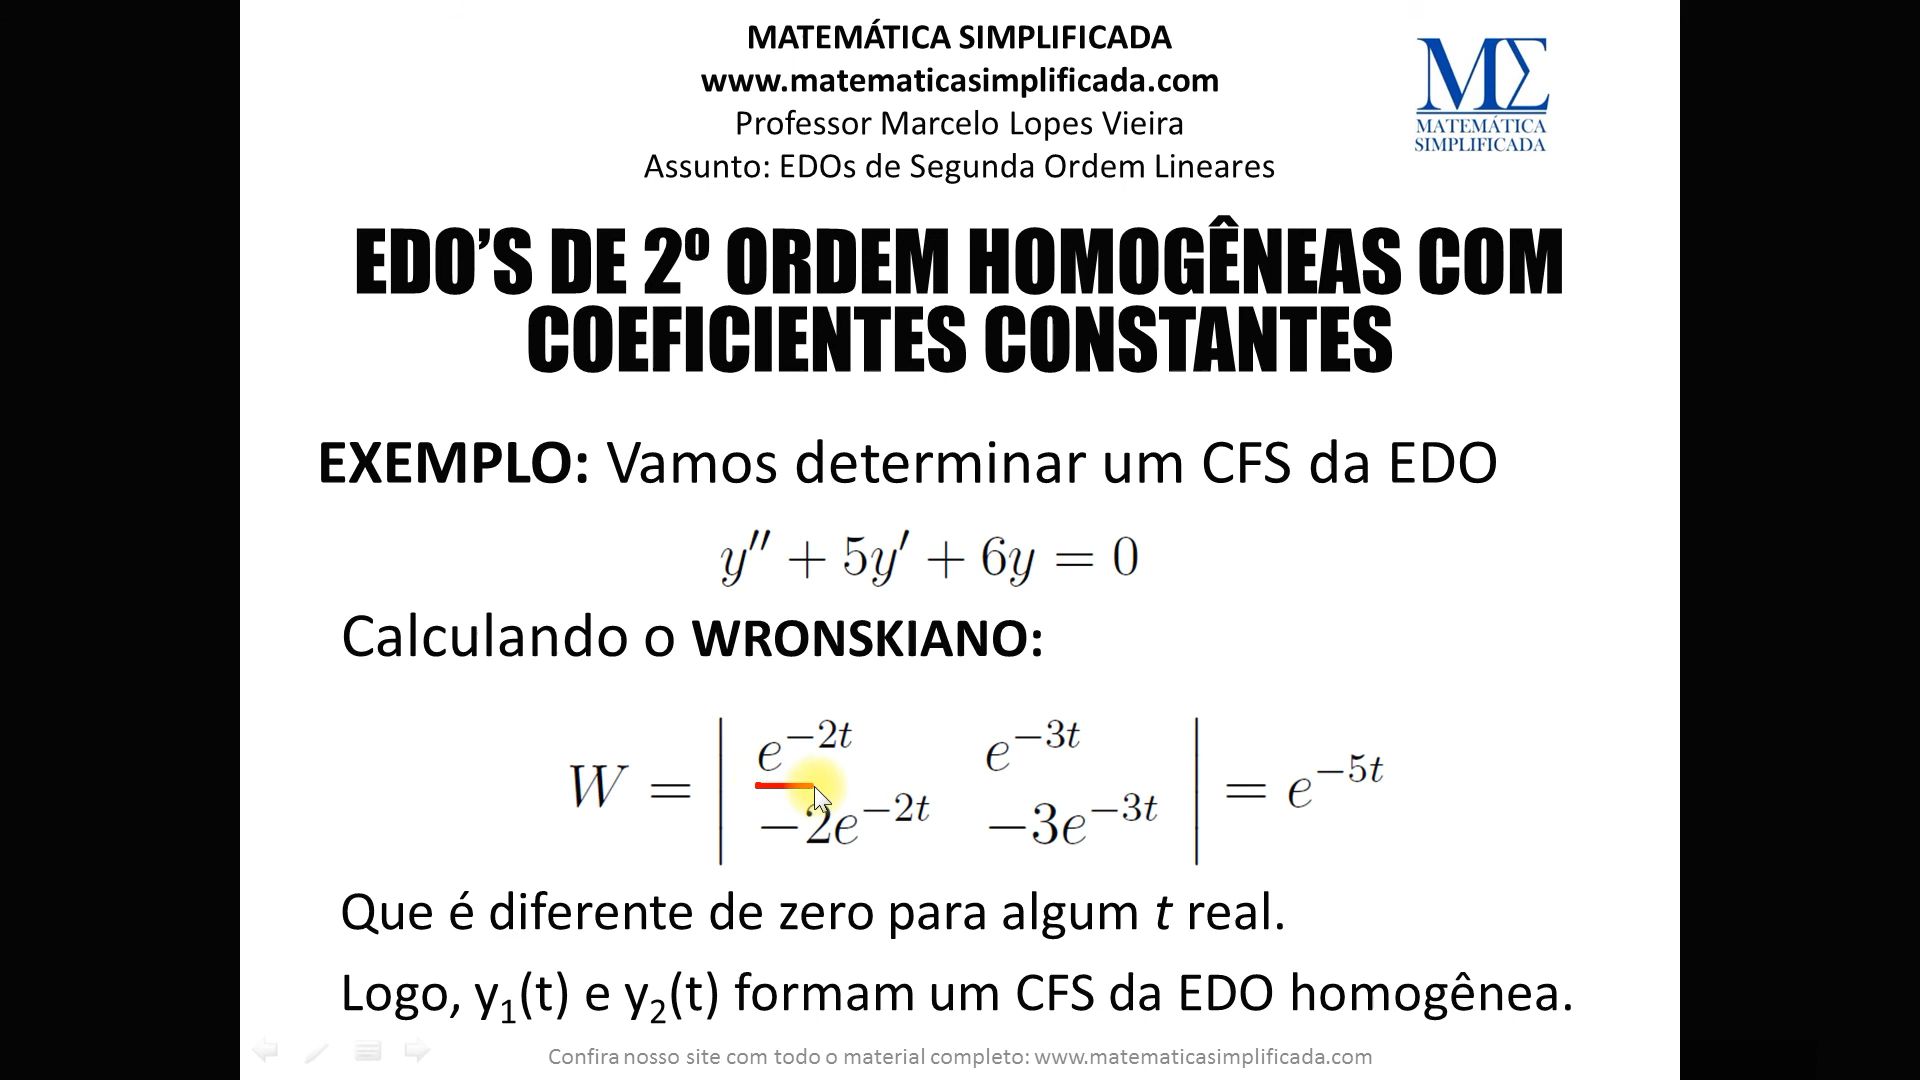 MATEMÁTICA SIMPLIFICADA
www.matematicasimplificada.com
Professor Marcelo Lopes Vieira
Assunto: EDOs de Segunda Ordem Lineares
MΣ
MATEMÁTICA
SIMPLIFICADA
EDO’S DE 2º ORDEM HOMOGÊNEAS COM
COEFICIENTES CONSTANTES
EXEMPLO: Vamos determinar um CFS da EDO
y′′ + 5y′ + 6y = 0
Calculando o WRONSKIANO:
W = | e^{−2t} e^{−3t} | = e^{−5t}
−2e^{−2t} −3e^{−3t}
Que é diferente de zero para algum t real.
Logo, y₁(t) e y₂(t) formam um CFS da EDO homogênea.
Confira nosso site com todo o material completo: www.matematicasimplificada.com